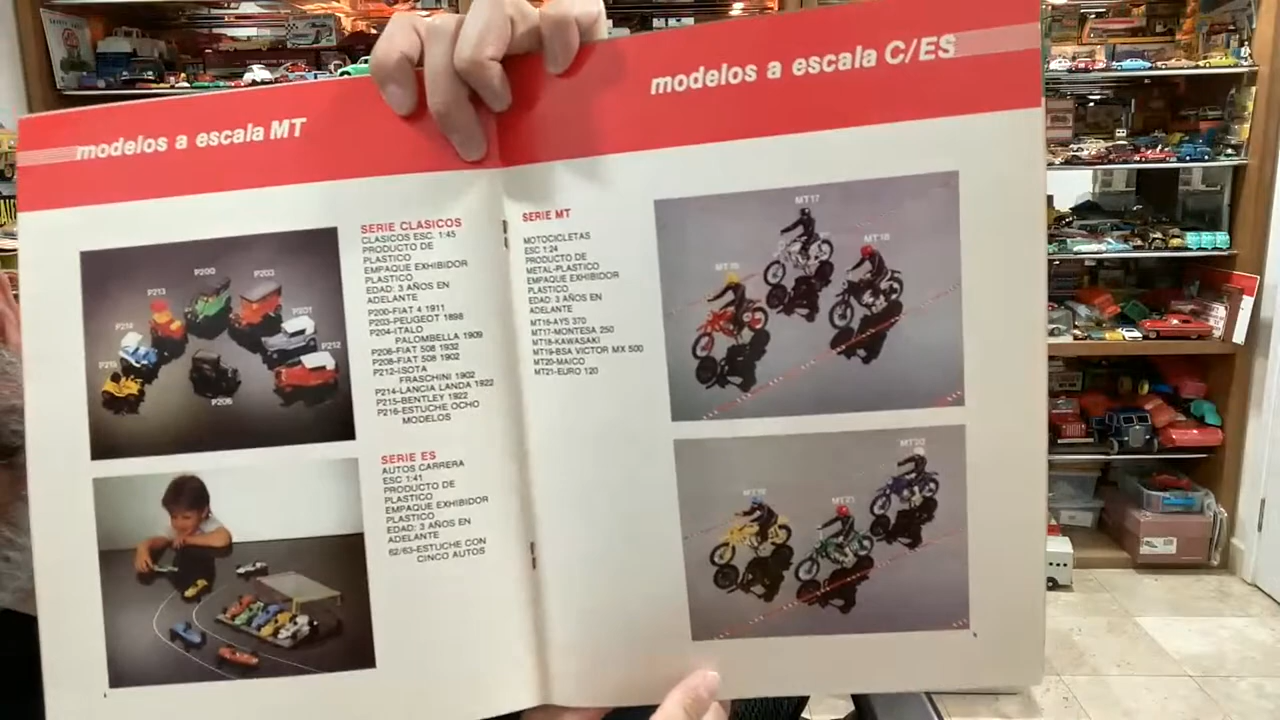 modelos a escala MT
P200
P203
P213
P201
P214
P212
P215
P206
SERIE CLASICOS
CLASICOS ESC. 1:45
PRODUCTO DE
PLASTICO
EMPAQUE EXHIBIDOR
PLASTICO
EDAD: 3 AÑOS EN
ADELANTE
P200-FIAT 4 1911
P203-PEUGEOT 1898
P204-ITALO
PALOMBELLA 1909
P206-FIAT 508 1932
P208-FIAT 508 1902
P212-ISOTA
FRASCHINI 1902
P214-LANCIA LANDA 1922
P215-BENTLEY 1922
P216-ESTUCHE OCHO
MODELOS
SERIE ES
AUTOS CARRERA
ESC 1:41
PRODUCTO DE
PLASTICO
EMPAQUE EXHIBIDOR
PLASTICO
EDAD: 3 AÑOS EN
ADELANTE
62/63-ESTUCHE CON
CINCO AUTOS
modelos a escala C/ES
SERIE MT
MOTOCICLETAS
ESC 1:24
PRODUCTO DE
METAL-PLASTICO
EMPAQUE EXHIBIDOR
PLASTICO
EDAD: 3 AÑOS EN
ADELANTE
MT16-AYS 370
MT17-MONTESA 250
MT18-KAWASAKI
MT19-BSA VICTOR MX 500
MT20-MAICO
MT21-EURO 120
MT17
MT18
MT16
MT20
MT19
MT21